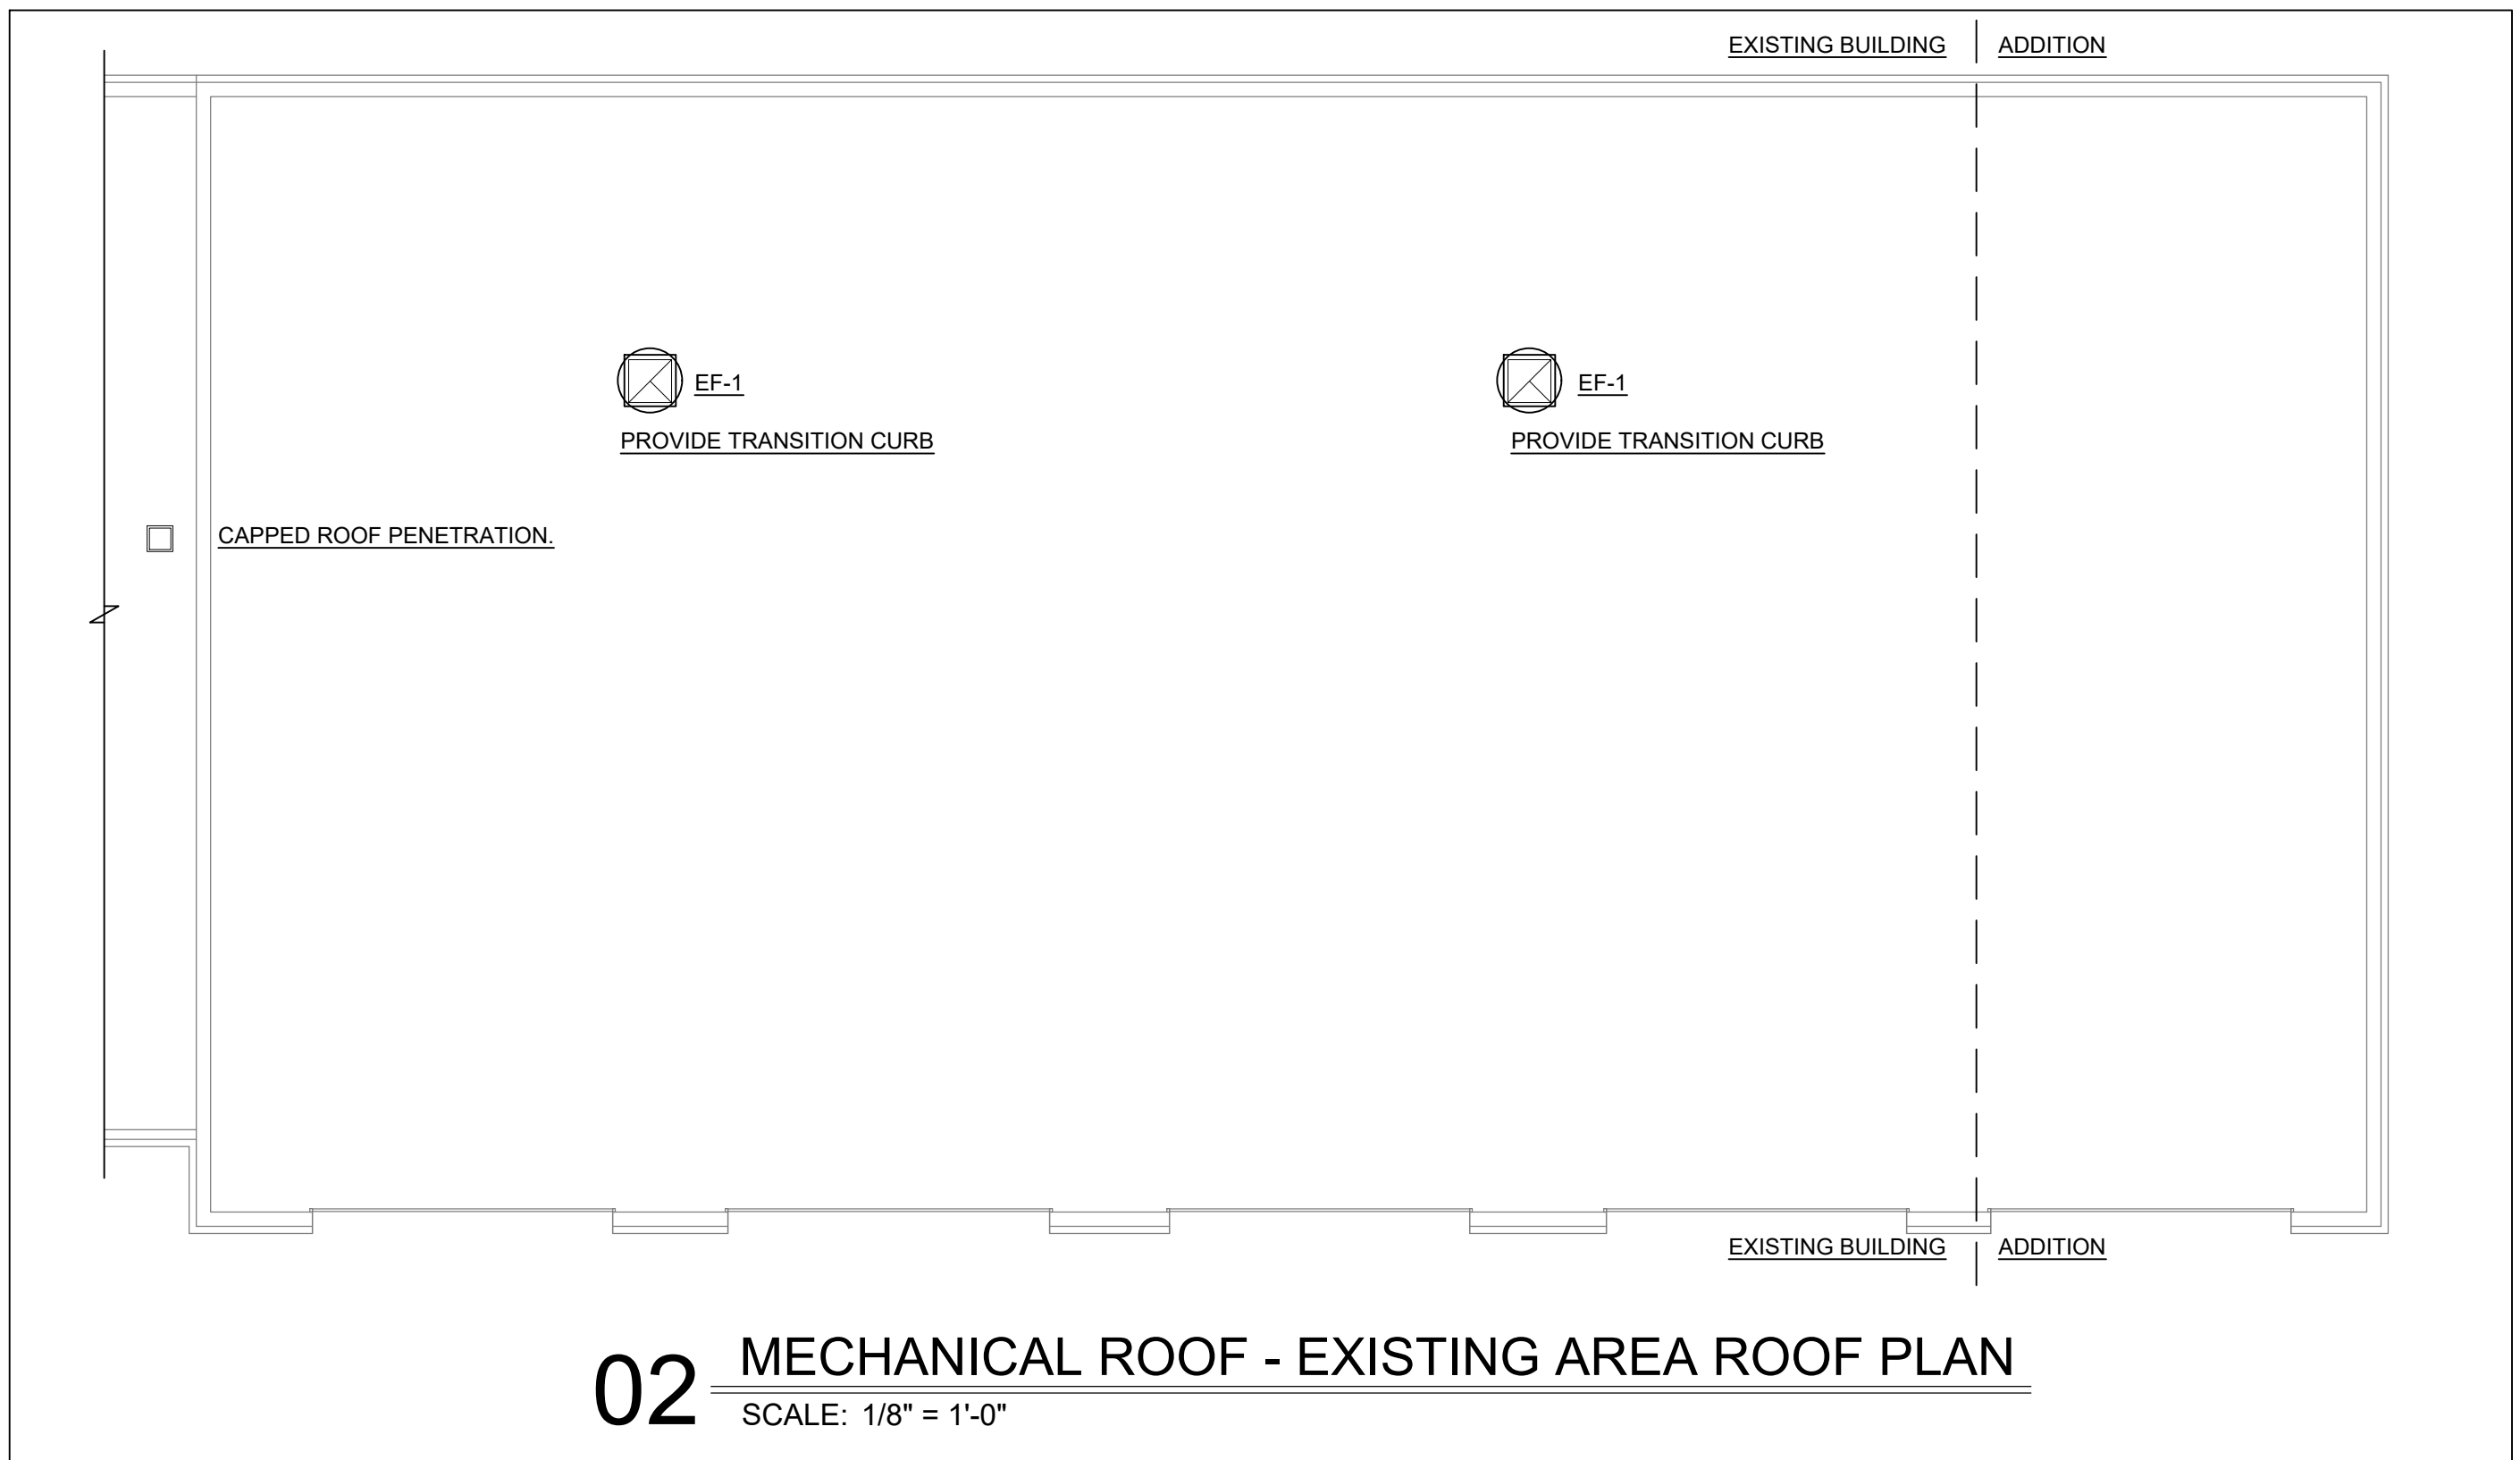 EXISTING BUILDING
ADDITION
EF-1
EF-1
PROVIDE TRANSITION CURB
PROVIDE TRANSITION CURB
CAPPED ROOF PENETRATION.
EXISTING BUILDING
ADDITION
02
MECHANICAL ROOF - EXISTING AREA ROOF PLAN
SCALE: 1/8" = 1'-0"